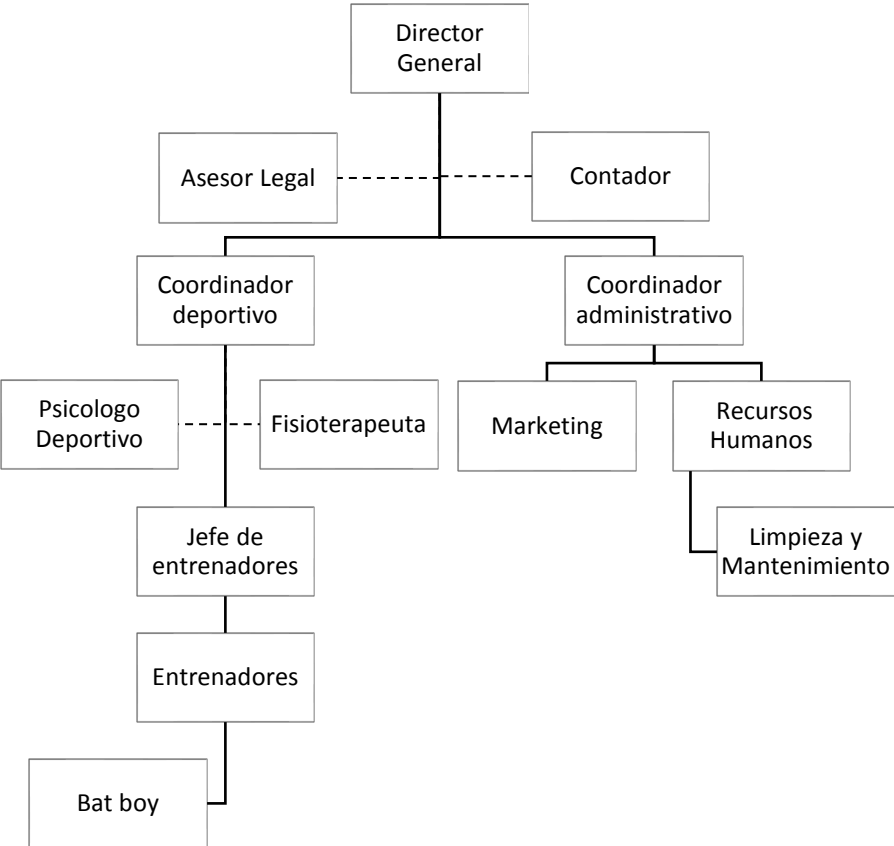 Director
General
Asesor Legal
Contador
Coordinador
deportivo
Coordinador
administrativo
Psicologo
Deportivo
Fisioterapeuta
Marketing
Recursos
Humanos
Jefe de
entrenadores
Limpieza y
Mantenimiento
Entrenadores
Bat boy